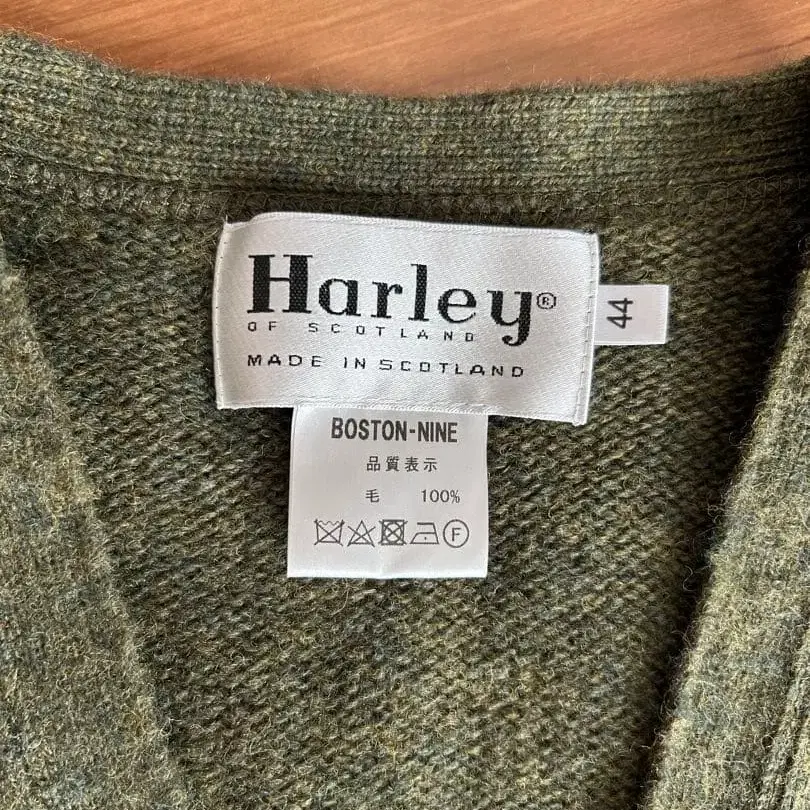 Harley®
OF SCOTLAND
MADE IN SCOTLAND
44
BOSTON-NINE
品質表示
毛 100%
F